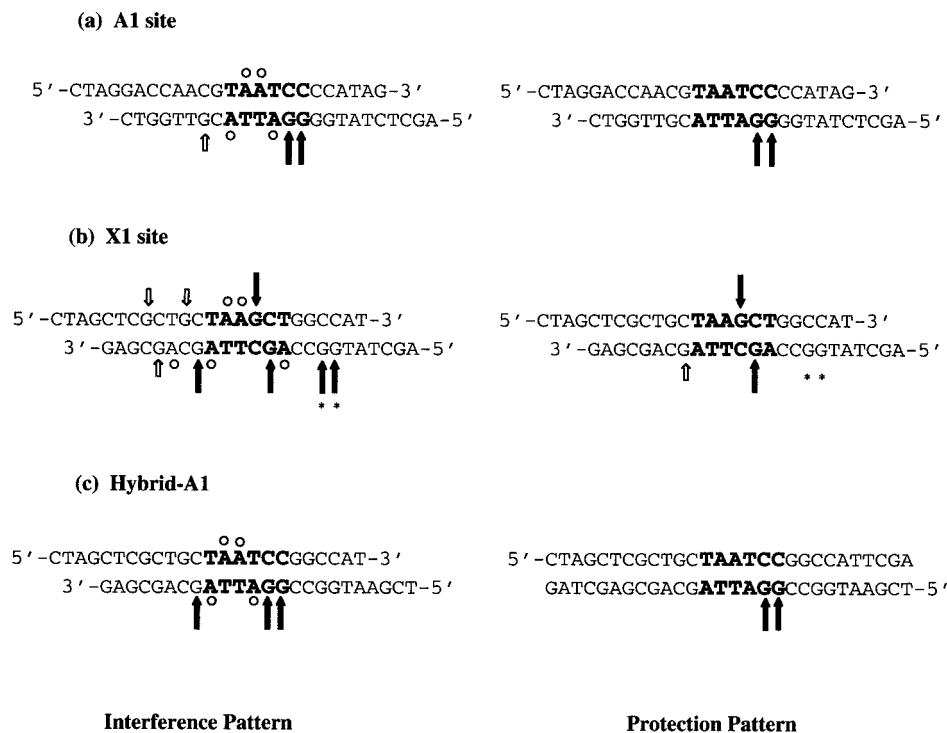 (a) A1 site
5'-CTAGGACCAACGTAATCCCCATAG-3'
5'-CTAGGACCAACGTAATCCCCATAG-3'
3'-CTGGTTGCATTAGGGGTATCTCGA-5'
3'-CTGGTTGCATTAGGGGTATCTCGA-5'
(b) X1 site
5'-CTAGCTCGCTGCTAAGCTGGCCAT-3'
5'-CTAGCTCGCTGCTAAGCTGGCCAT-3'
3'-GAGCGACGATTCGACCGGTATCGA-5'
3'-GAGCGACGATTCGACCGGTATCGA-5'
* *
* *
(c) Hybrid-A1
5'-CTAGCTCGCTGCTAATCCGGCCAT-3'
5'-CTAGCTCGCTGCTAATCCGGCCATTCGA
3'-GAGCGACGATTAGGCCGGTAAGCT-5'
GATCGAGCGACGATTAGGCCGGTAAGCT-5'
Interference Pattern
Protection Pattern